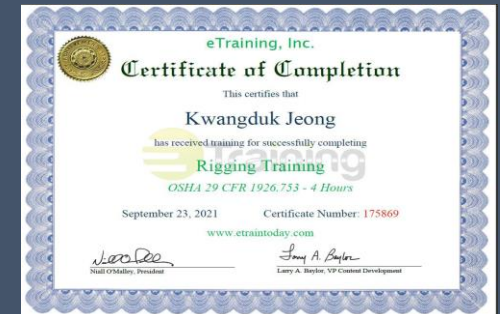 eTraining, Inc.
Certificate of Completion
This certifies that
Kwangduk Jeong
has received training for successfully completing
Training
Rigging Training
OSHA 29 CFR 1926.753 - 4 Hours
September 23, 2021 Certificate Number: 175869
www.etraintoday.com
Niall O'Malley, President Larry A. Baylor, VP Content Development